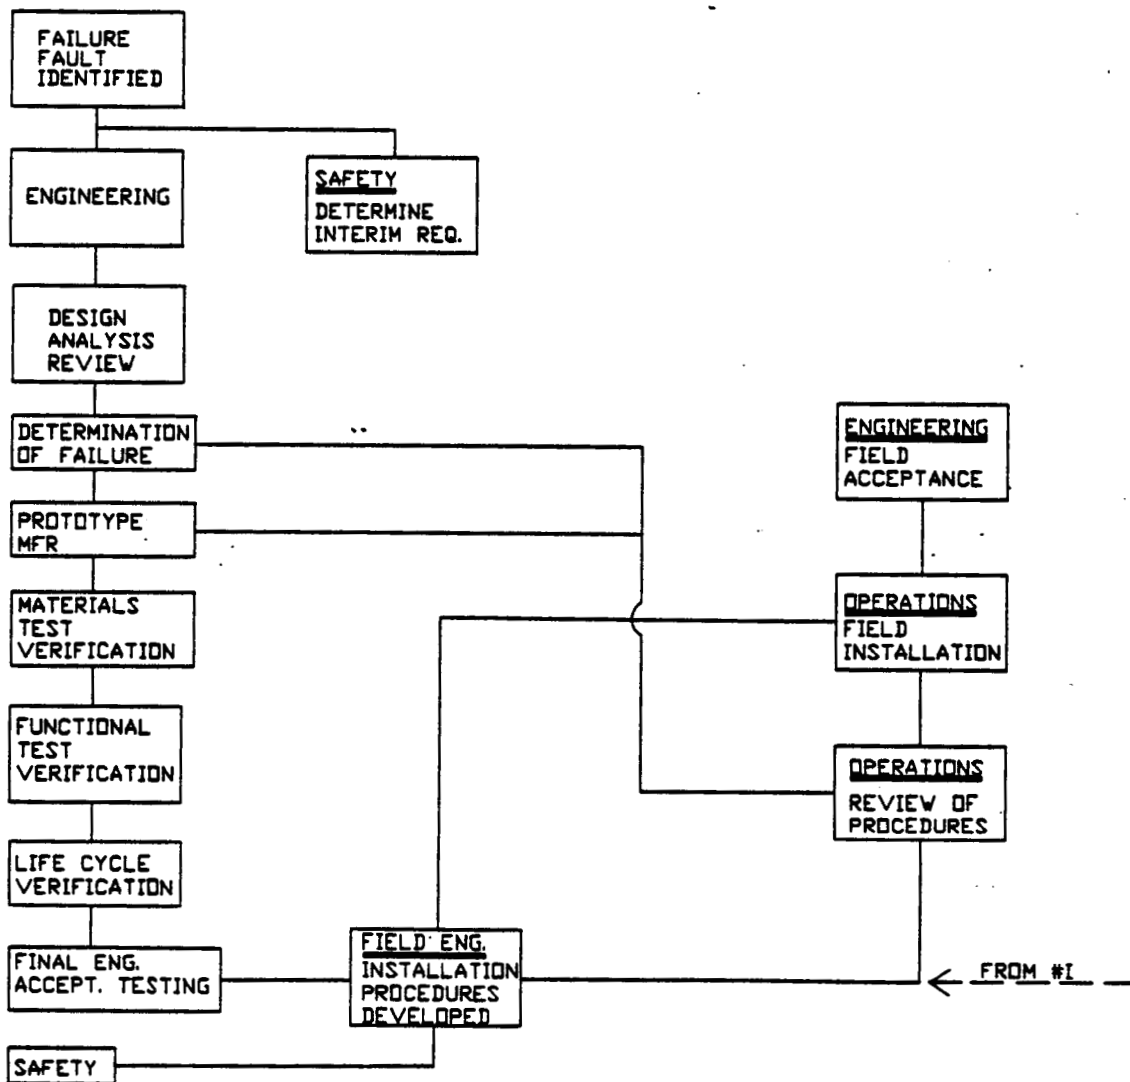 FAILURE
FAULT
IDENTIFIED
ENGINEERING
SAFETY
DETERMINE
INTERIM REQ.
DESIGN
ANALYSIS
REVIEW
DETERMINATION
OF FAILURE
PROTOTYPE
MFR
MATERIALS
TEST
VERIFICATION
FUNCTIONAL
TEST
VERIFICATION
LIFE CYCLE
VERIFICATION
FINAL ENG.
ACCEPT. TESTING
SAFETY
FIELD ENG.
INSTALLATION
PROCEDURES
DEVELOPED
ENGINEERING
FIELD
ACCEPTANCE
OPERATIONS
FIELD
INSTALLATION
OPERATIONS
REVIEW OF
PROCEDURES
FROM #I